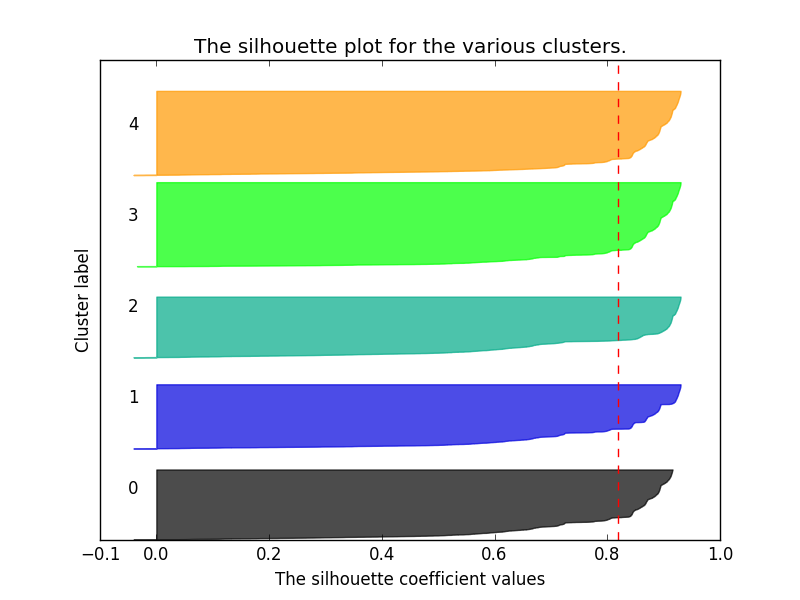 The silhouette plot for the various clusters.
4
3
2
1
0
Cluster label
−0.1 0.0 0.2 0.4 0.6 0.8 1.0
The silhouette coefficient values